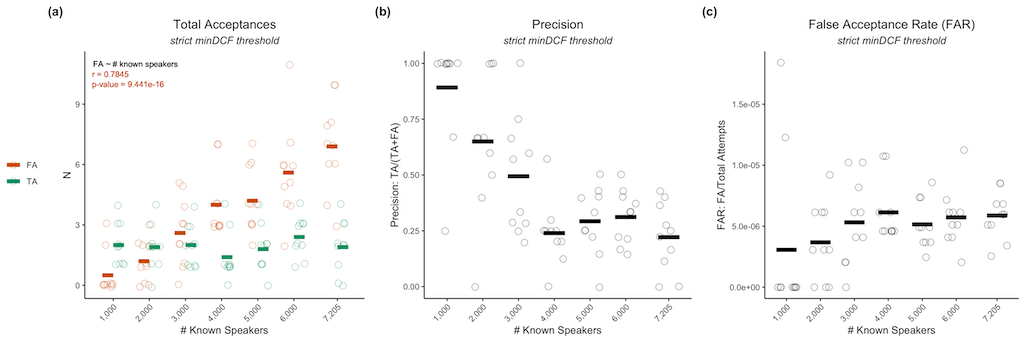 (a)
Total Acceptances
strict minDCF threshold
FA ~ # known speakers
r = 0.7845
p-value = 9.441e-16
9
6
3
0
N
FA
TA
1,000
2,000
3,000
4,000
5,000
6,000
7,205
# Known Speakers
(b)
Precision
strict minDCF threshold
1.00
0.75
0.50
0.25
0.00
Precision: TA/(TA+FA)
1,000
2,000
3,000
4,000
5,000
6,000
7,205
# Known Speakers
(c)
False Acceptance Rate (FAR)
strict minDCF threshold
1.5e-05
1.0e-05
5.0e-06
0.0e+00
FAR: FA/Total Attempts
1,000
2,000
3,000
4,000
5,000
6,000
7,205
# Known Speakers